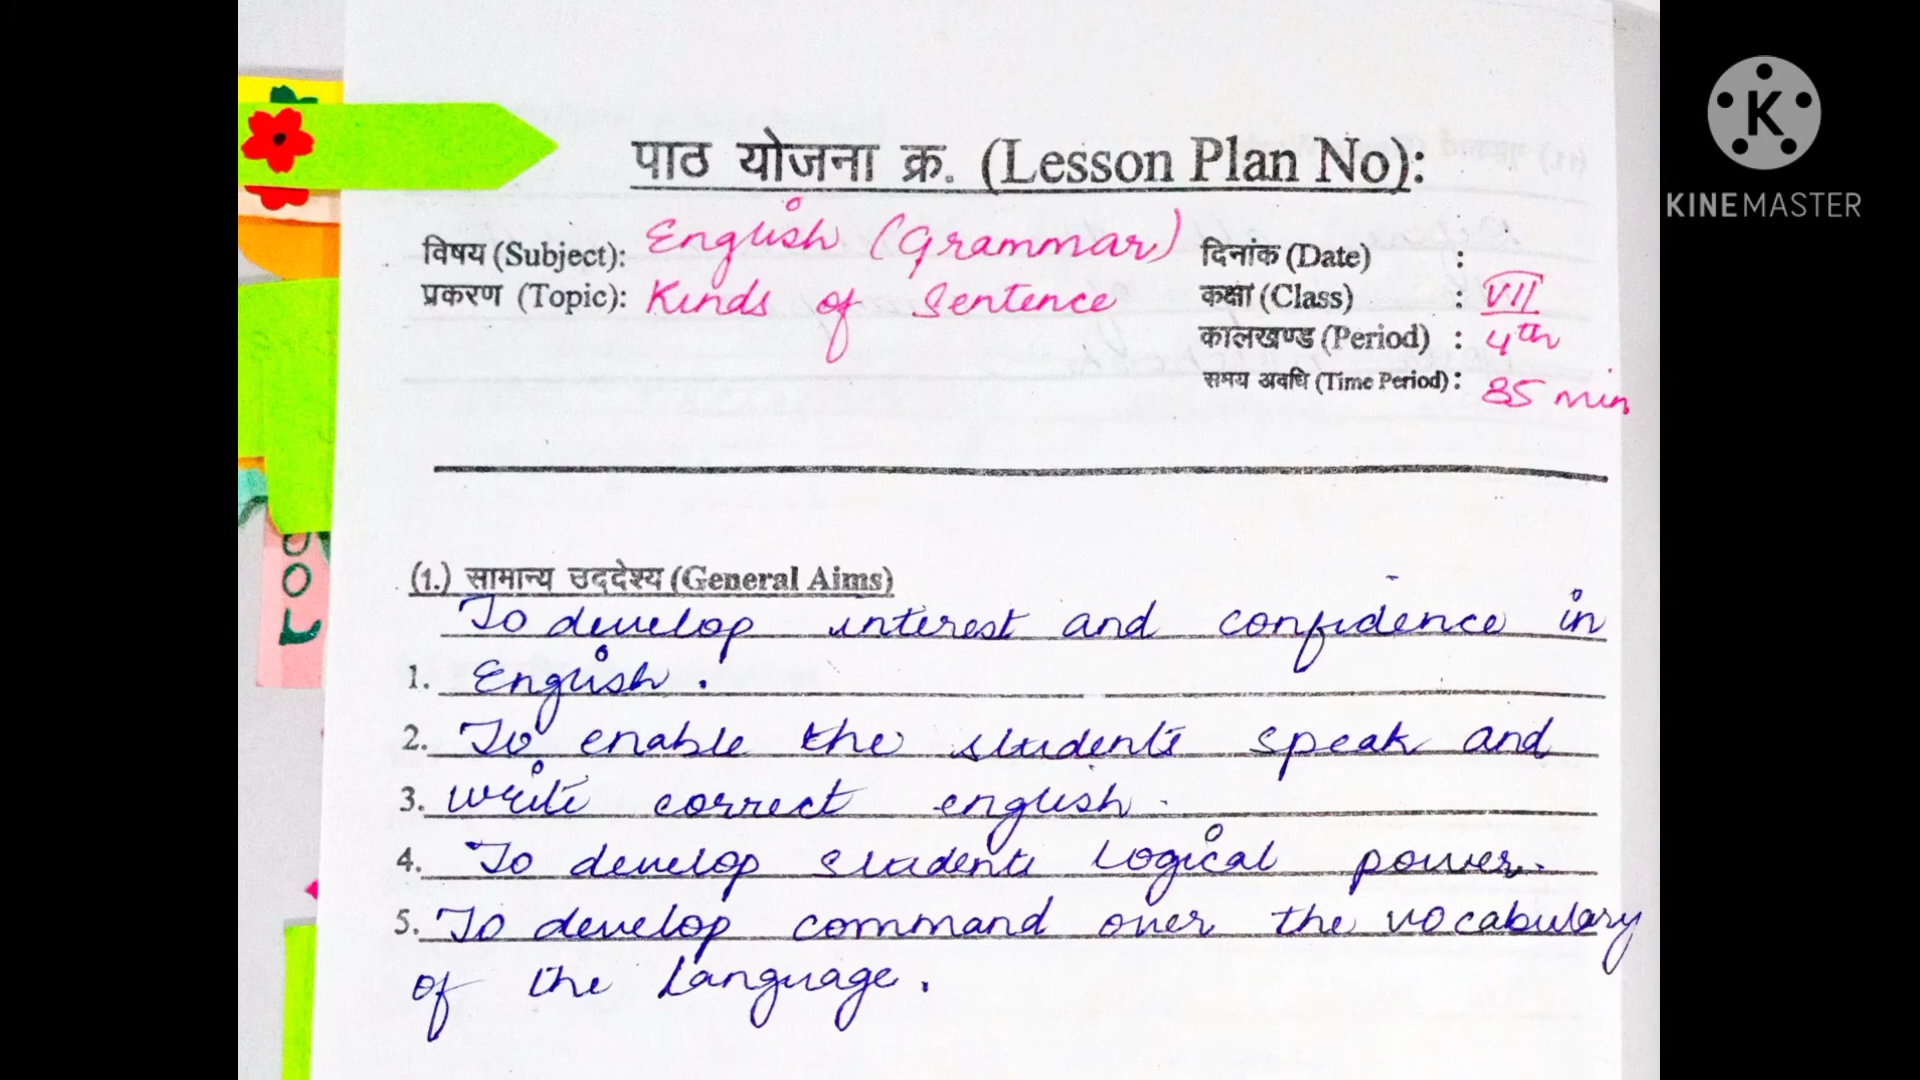 पाठ योजना क्र. (Lesson Plan No):
विषय (Subject): English (Grammar)
प्रकरण (Topic): Kinds of Sentence
दिनांक (Date) :
कक्षा (Class) : VII
कालखण्ड (Period) : 4th
समय अवधि (Time Period) : 35 min
(1.) सामान्य उद्देश्य (General Aims)
To develop interest and confidence in
1. English.
2. To enable the students speak and
3. write correct english.
4. To develop students logical power.
5. To develop command over the vocabulary
of the language.
K
KINEMASTER